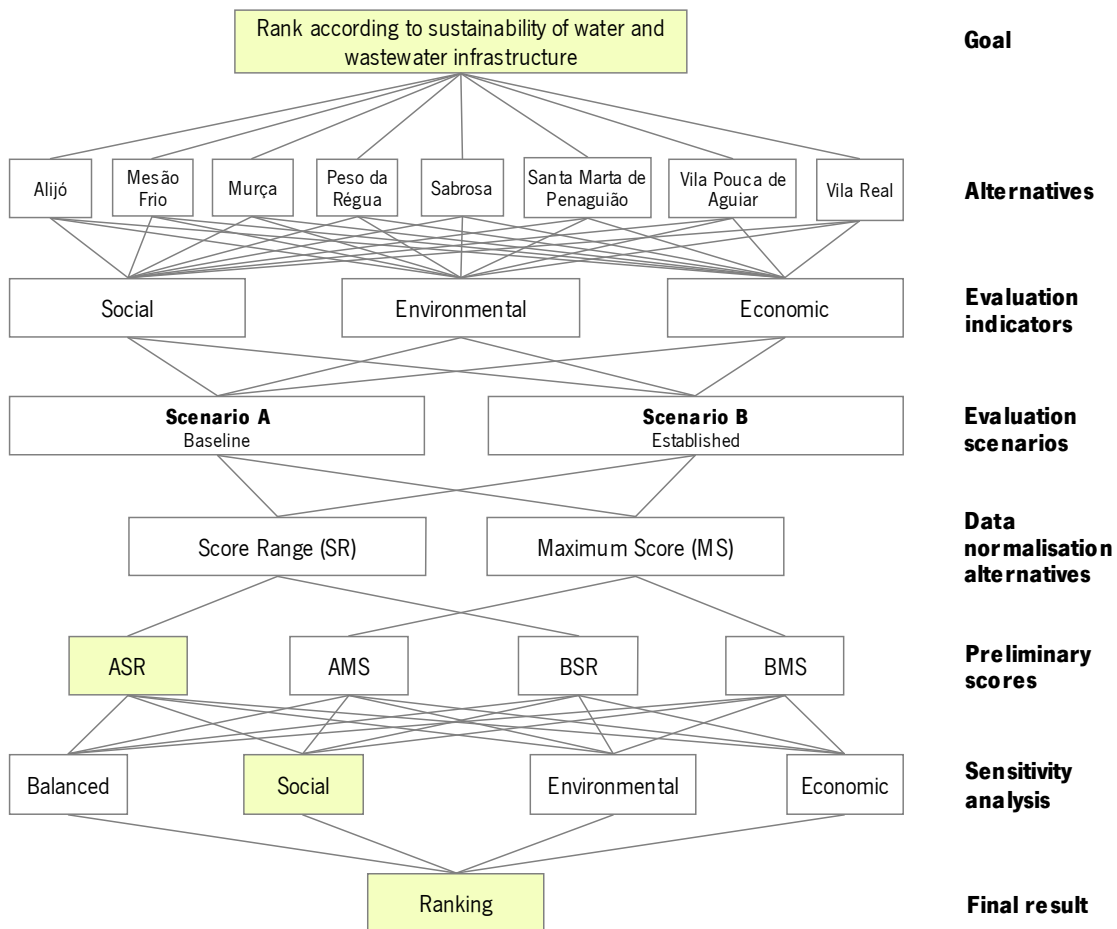 Rank according to sustainability of water and
wastewater infrastructure
Goal
Alijó
Mesão
Frio
Murça
Peso da
Régua
Sabrosa
Santa Marta de
Penaguião
Vila Pouca de
Aguiar
Vila Real
Alternatives
Social
Environmental
Economic
Evaluation
indicators
Scenario A
Baseline
Scenario B
Established
Evaluation
scenarios
Score Range (SR)
Maximum Score (MS)
Data
normalisation
alternatives
ASR
AMS
BSR
BMS
Preliminary
scores
Balanced
Social
Environmental
Economic
Sensitivity
analysis
Ranking
Final result